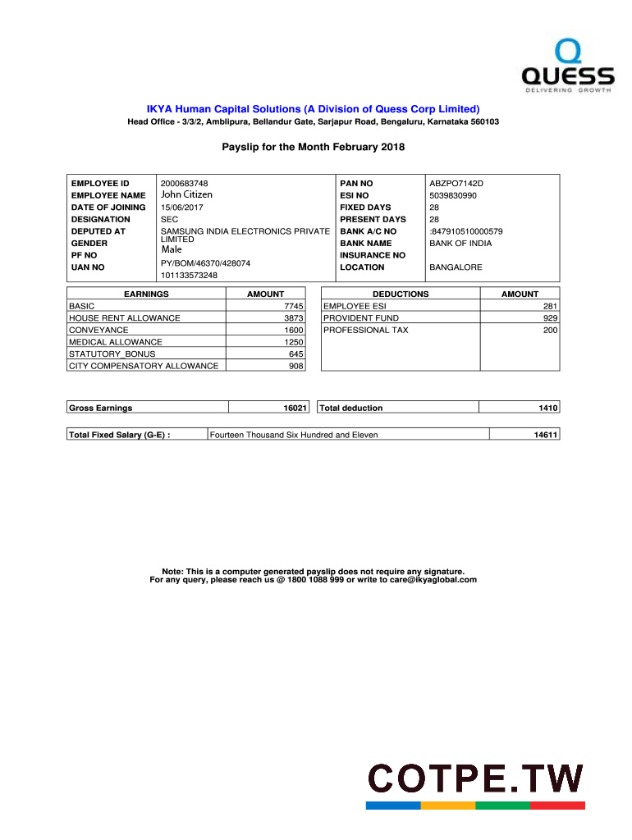 QUESS
DELIVERING GROWTH
IKYA Human Capital Solutions (A Division of Quess Corp Limited)
Head Office - 3/3/2, Amblipura, Bellandur Gate, Sarjapur Road, Bengaluru, Karnataka 560103
Payslip for the Month February 2018
EMPLOYEE ID 2000683748 PAN NO ABZPO7142D
EMPLOYEE NAME John Citizen ESI NO 5039830990
DATE OF JOINING 15/06/2017 FIXED DAYS 28
DESIGNATION SEC PRESENT DAYS 28
DEPUTED AT SAMSUNG INDIA ELECTRONICS PRIVATE LIMITED BANK A/C NO :847910510000579
GENDER Male BANK NAME BANK OF INDIA
PF NO PY/BOM/46370/428074 INSURANCE NO
UAN NO 101133573248 LOCATION BANGALORE
EARNINGS AMOUNT DEDUCTIONS AMOUNT
BASIC 7745 EMPLOYEE ESI 281
HOUSE RENT ALLOWANCE 3873 PROVIDENT FUND 929
CONVEYANCE 1600 PROFESSIONAL TAX 200
MEDICAL ALLOWANCE 1250
STATUTORY_BONUS 645
CITY COMPENSATORY ALLOWANCE 908
Gross Earnings 16021 Total deduction 1410
Total Fixed Salary (G-E) : Fourteen Thousand Six Hundred and Eleven 14611
Note: This is a computer generated payslip does not require any signature.
For any query, please reach us @ 1800 1088 999 or write to care@ikyaglobal.com
COTPE.TW